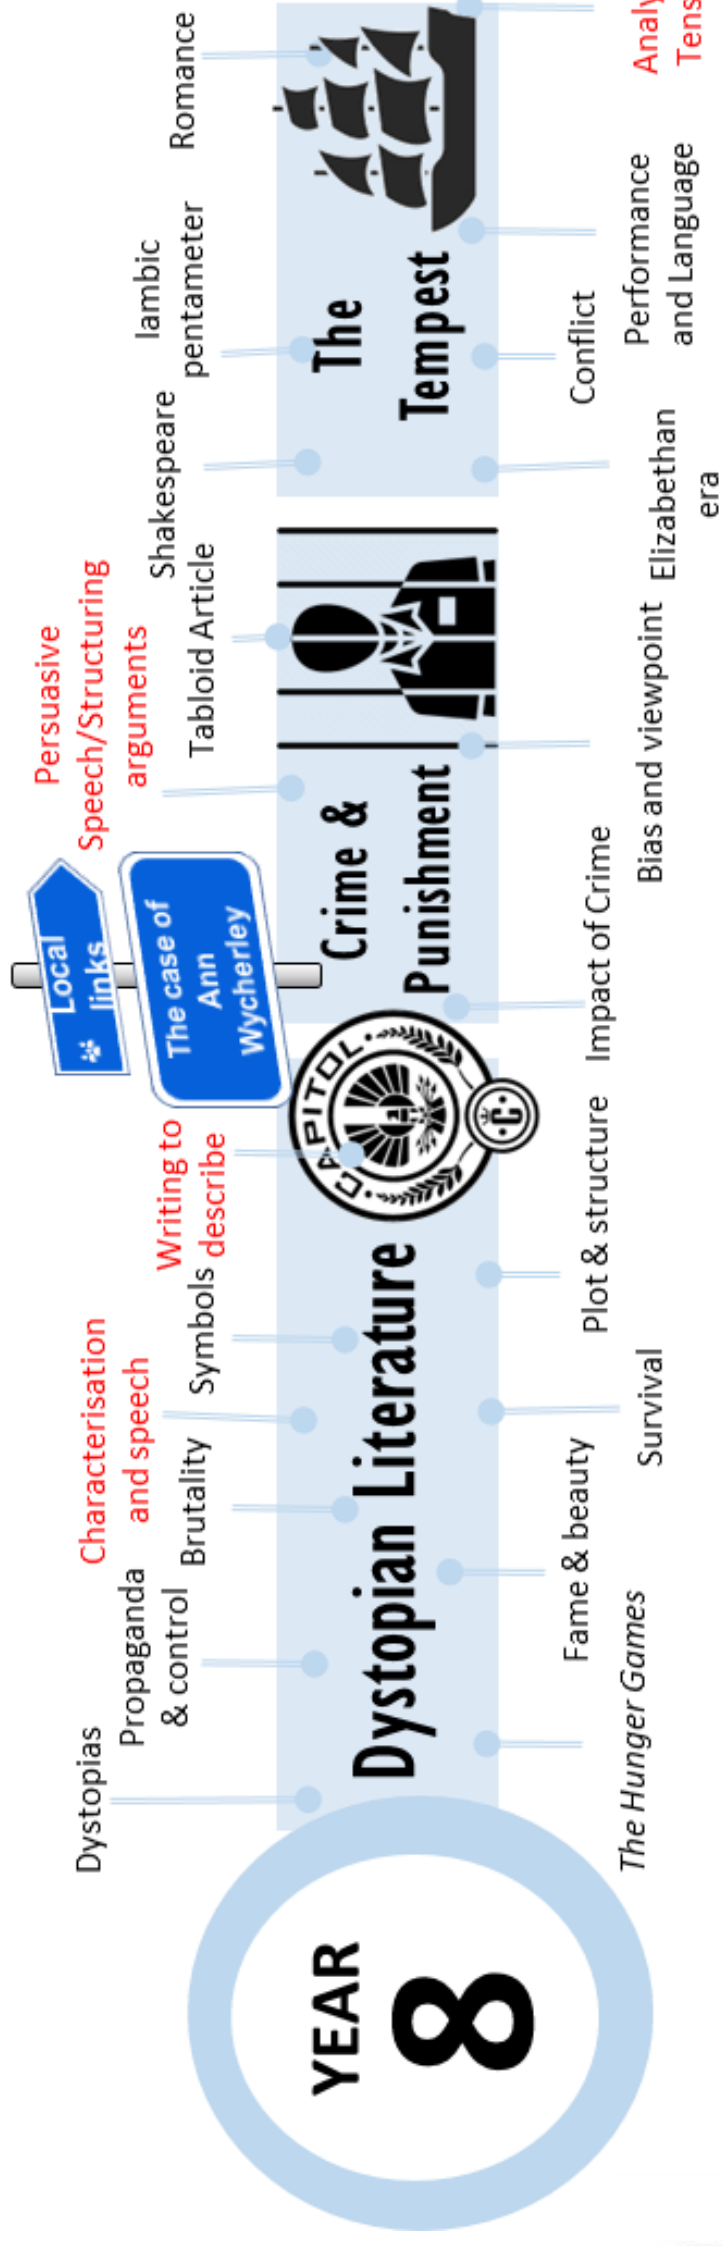 YEAR
8
Dystopias
Propaganda
& control
Brutality
Characterisation
and speech
Symbols
Writing to
describe
Dystopian Literature
The Hunger Games
Fame & beauty
Survival
Plot & structure
CAPITOL
C
Local
links
The case of
Ann
Wycherley
Persuasive
Speech/Structuring
arguments
Tabloid Article
Crime &
Punishment
Impact of Crime
Bias and viewpoint
Shakespeare
Iambic
pentameter
Romance
The
Tempest
Elizabethan
era
Conflict
Performance
and Language